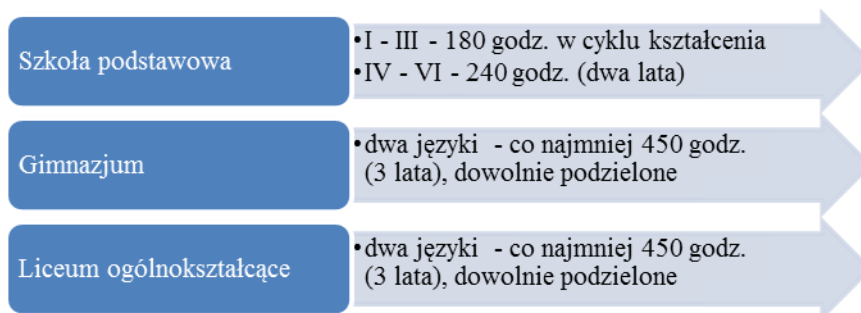 Szkoła podstawowa
•I - III - 180 godz. w cyklu kształcenia
•IV - VI - 240 godz. (dwa lata)
Gimnazjum
•dwa języki - co najmniej 450 godz.
(3 lata), dowolnie podzielone
Liceum ogólnokształcące
•dwa języki - co najmniej 450 godz.
(3 lata), dowolnie podzielone